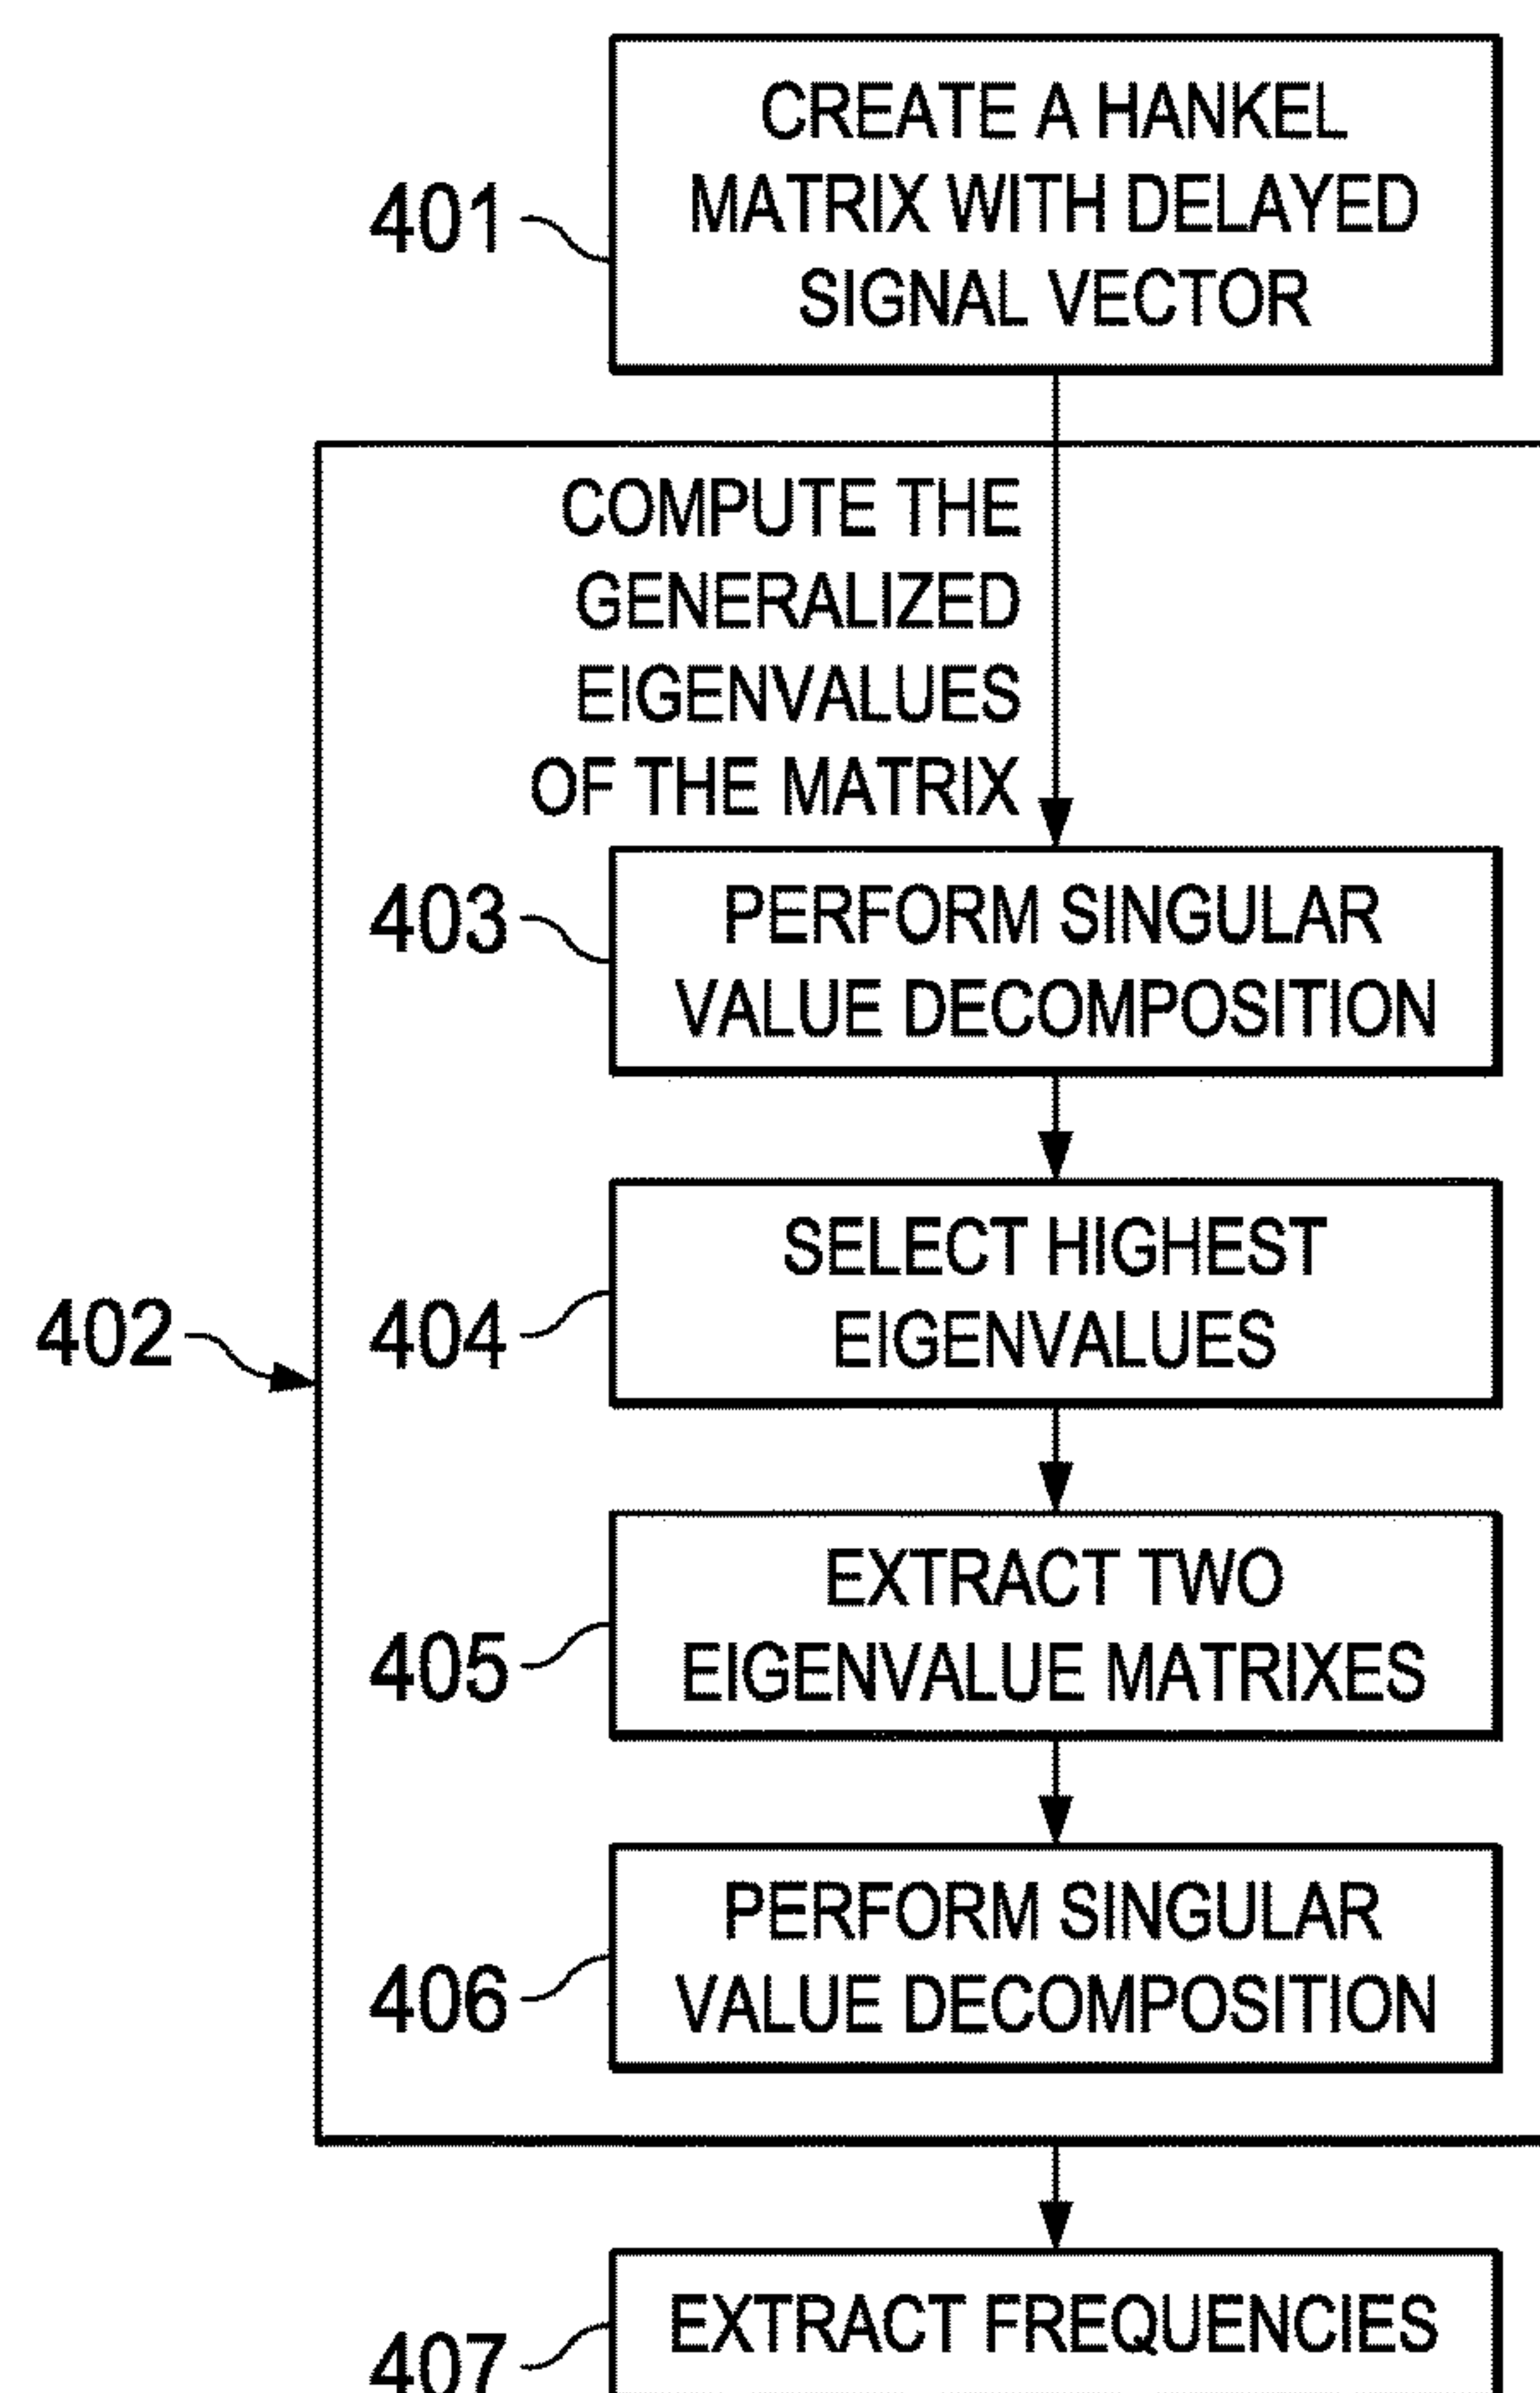 CREATE A HANKEL
MATRIX WITH DELAYED
SIGNAL VECTOR
401
COMPUTE THE
GENERALIZED
EIGENVALUES
OF THE MATRIX
403
PERFORM SINGULAR
VALUE DECOMPOSITION
402
404
SELECT HIGHEST
EIGENVALUES
405
EXTRACT TWO
EIGENVALUE MATRIXES
406
PERFORM SINGULAR
VALUE DECOMPOSITION
407
EXTRACT FREQUENCIES